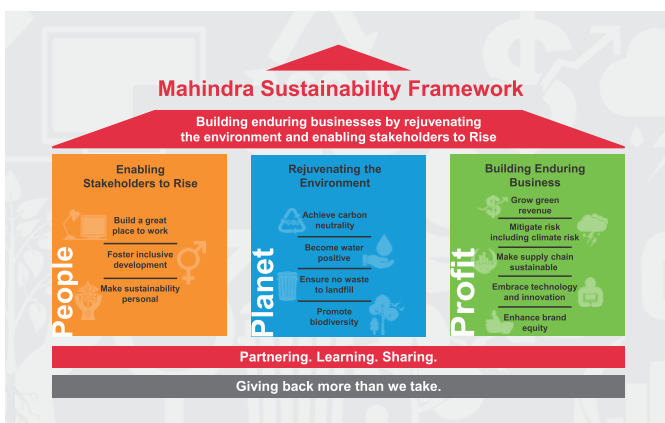 Mahindra Sustainability Framework
Building enduring businesses by rejuvenating
the environment and enabling stakeholders to Rise
People
Enabling
Stakeholders to Rise
Build a great
place to work
Foster inclusive
development
Make sustainability
personal
Planet
Rejuvenating the
Environment
Achieve carbon
neutrality
Become water
positive
Ensure no waste
to landfill
Promote
biodiversity
Profit
Building Enduring
Business
Grow green
revenue
Mitigate risk
including climate risk
Make supply chain
sustainable
Embrace technology
and innovation
Enhance brand
equity
Partnering. Learning. Sharing.
Giving back more than we take.